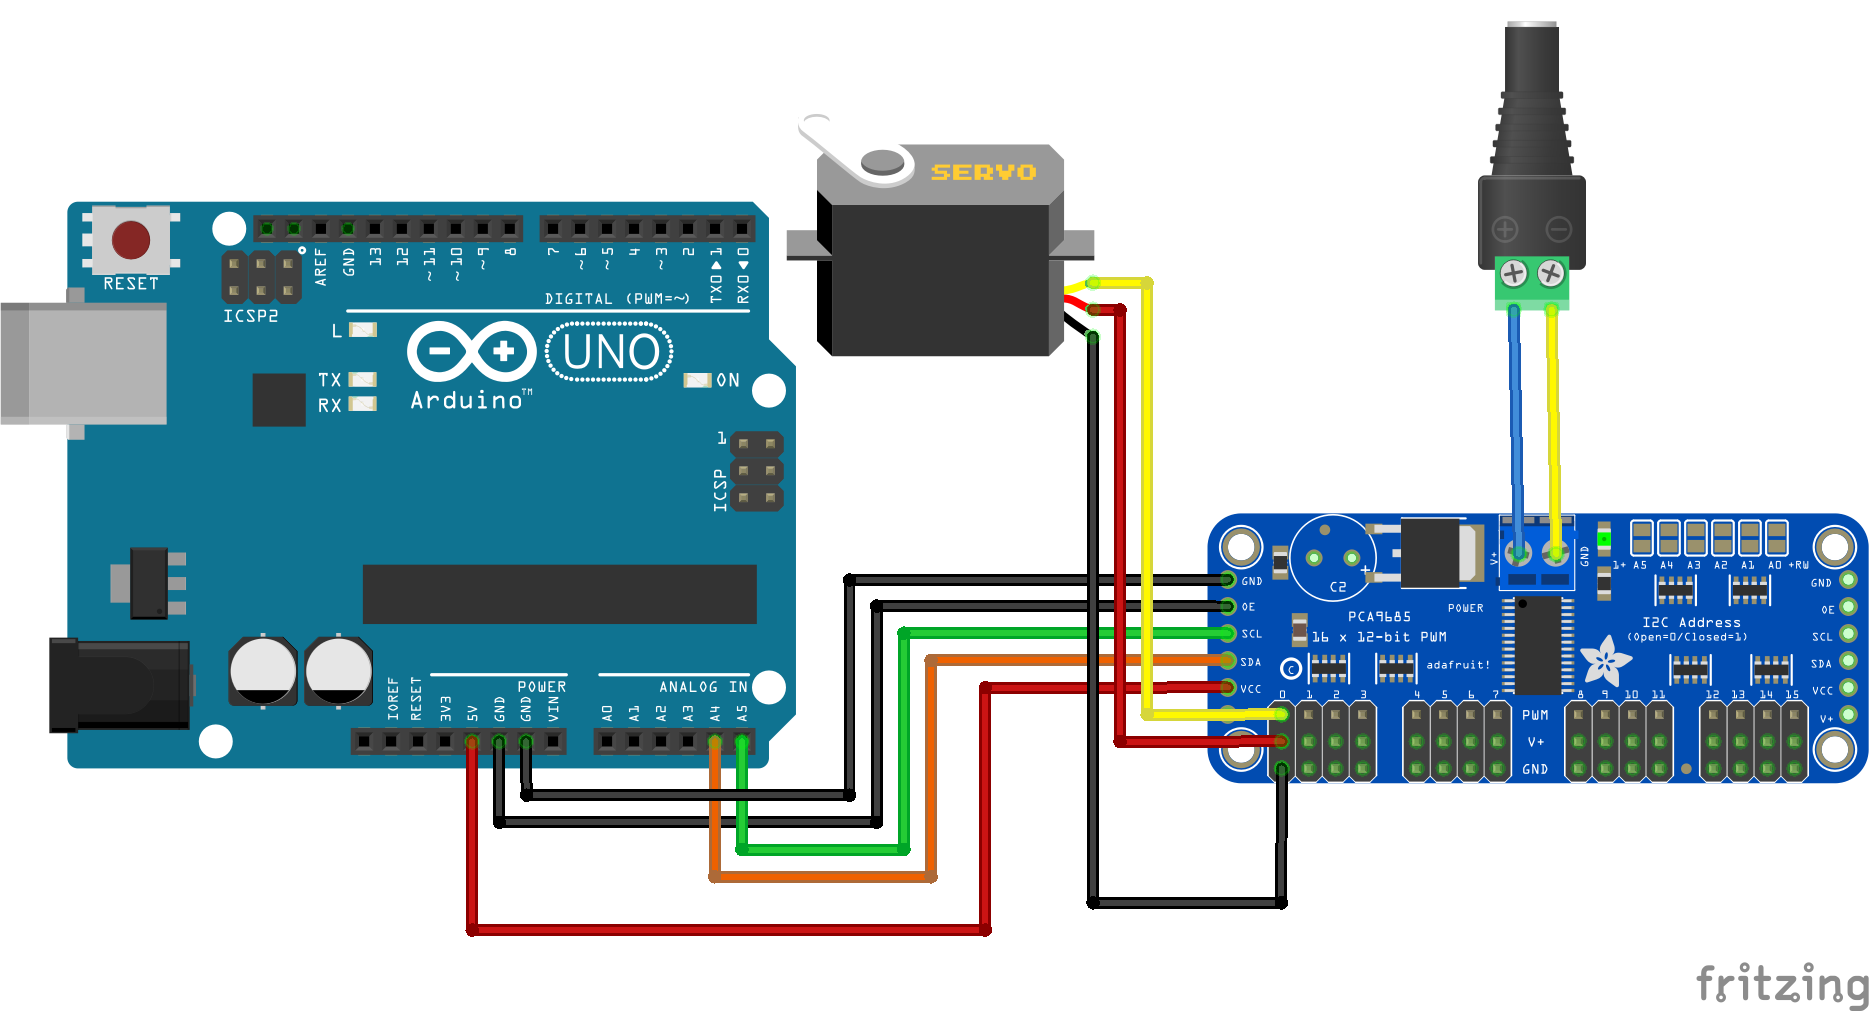 SERVO
RESET
ICSP2
AREF
GND
13
12
~11
~10
~9
8
7
~6
~5
4
~3
2
TX0▶1
RX0◀0
DIGITAL (PWM=~)
L
TX
RX
UNO
Arduino™
ON
1
ICSP
POWER
ANALOG IN
IOREF
RESET
3V3
5V
GND
GND
VIN
A0
A1
A2
A3
A4
A5
GND
OE
SCL
SDA
VCC
C2
+
PCA9685
16 x 12-bit PWM
adafruit!
C
POWER
V+
GND
1+ A5 A4 A3 A2 A1 A0 +RW
I2C Address
(Open=0/Closed=1)
GND
OE
SCL
SDA
VCC
V+
0 1 2 3 4 5 6 7 8 9 10 11 12 13 14 15
PWM
V+
GND
fritzing